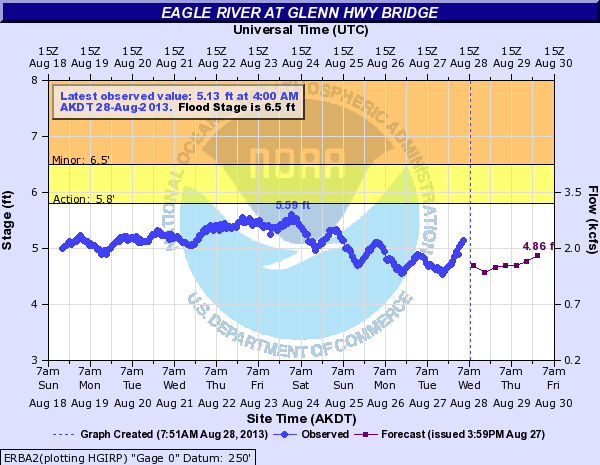 EAGLE RIVER AT GLENN HWY BRIDGE
Universal Time (UTC)
15Z 15Z 15Z 15Z 15Z 15Z 15Z 15Z 15Z 15Z 15Z 15Z 15Z
Aug 18 Aug 19 Aug 20 Aug 21 Aug 22 Aug 23 Aug 24 Aug 25 Aug 26 Aug 27 Aug 28 Aug 29 Aug 30
Latest observed value: 5.13 ft at 4:00 AM
AKDT 28-Aug-2013. Flood Stage is 6.5 ft
NATIONAL OCEANIC AND ATMOSPHERIC ADMINISTRATION
NOAA
U.S. DEPARTMENT OF COMMERCE
Minor: 6.5'
Action: 5.8'
5.59 ft
4.86 ft
Stage (ft)
8
7
6
5
4
3
Flow (kcfs)
3.5
2.0
0.7
0.2
7am 7am 7am 7am 7am 7am 7am 7am 7am 7am 7am 7am 7am
Sun Mon Tue Wed Thu Fri Sat Sun Mon Tue Wed Thu Fri
Aug 18 Aug 19 Aug 20 Aug 21 Aug 22 Aug 23 Aug 24 Aug 25 Aug 26 Aug 27 Aug 28 Aug 29 Aug 30
Site Time (AKDT)
Graph Created (7:51AM Aug 28, 2013) Observed Forecast (issued 3:59PM Aug 27)
ERBA2(plotting HGIRP) "Gage 0" Datum: 250'